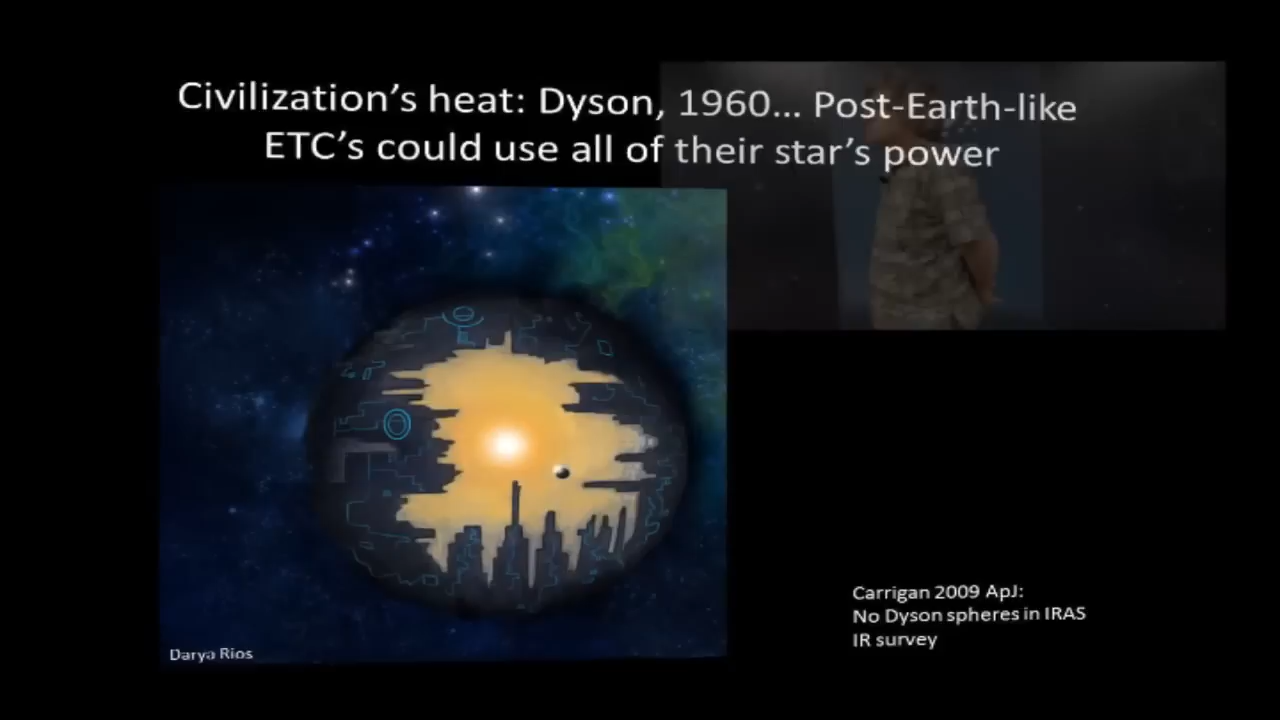 Civilization's heat: Dyson, 1960... Post-Earth-like
ETC's could use all of their star's power
Darya Rios
Carrigan 2009 ApJ:
No Dyson spheres in IRAS
IR survey